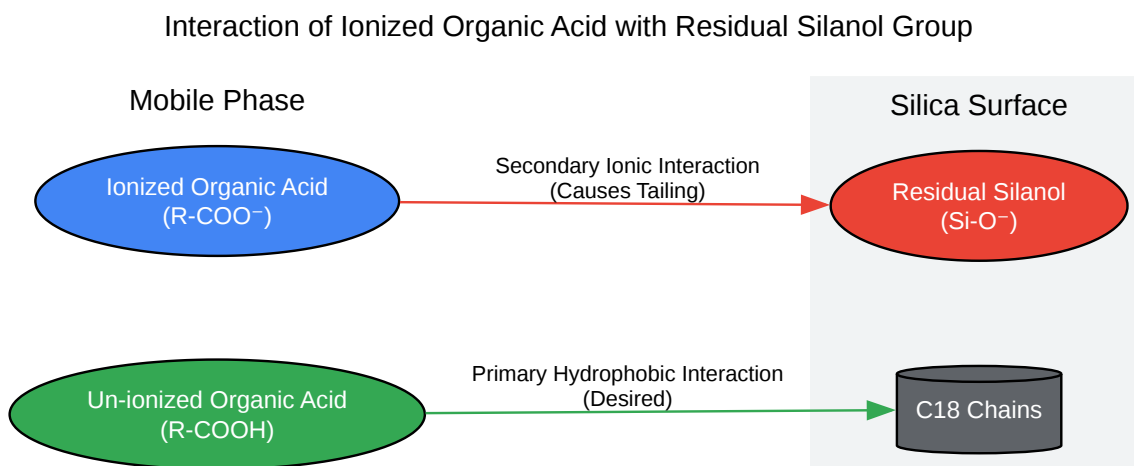 Interaction of Ionized Organic Acid with Residual Silanol Group
Mobile Phase
Silica Surface
Ionized Organic Acid
(R-COO⁻)
Secondary Ionic Interaction
(Causes Tailing)
Residual Silanol
(Si-O⁻)
Un-ionized Organic Acid
(R-COOH)
Primary Hydrophobic Interaction
(Desired)
C18 Chains